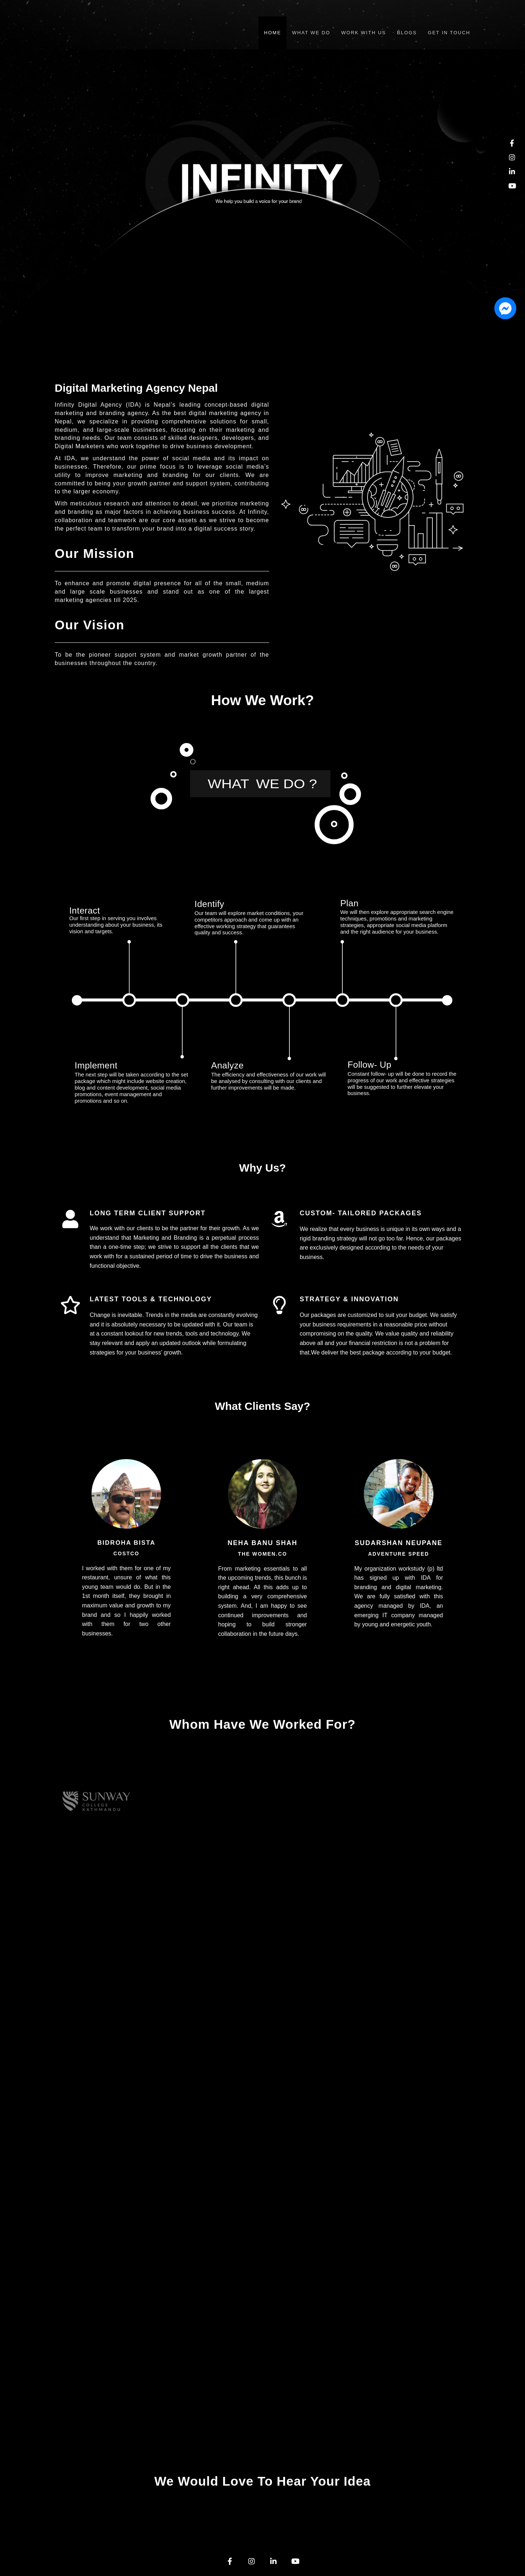 HOME WHAT WE DO WORK WITH US BLOGS GET IN TOUCH
INFINITY
We help you build a voice for your brand
Digital Marketing Agency Nepal
Infinity Digital Agency (IDA) is Nepal's leading concept-based digital
marketing and branding agency. As the best digital marketing agency in
Nepal, we specialize in providing comprehensive solutions for small,
medium, and large-scale businesses, focusing on their marketing and
branding needs. Our team consists of skilled designers, developers, and
Digital Marketers who work together to drive business development.
At IDA, we understand the power of social media and its impact on
businesses. Therefore, our prime focus is to leverage social media's
utility to improve marketing and branding for our clients. We are
committed to being your growth partner and support system, contributing
to the larger economy.
With meticulous research and attention to detail, we prioritize marketing
and branding as major factors in achieving business success. At Infinity,
collaboration and teamwork are our core assets as we strive to become
the perfect team to transform your brand into a digital success story.
Our Mission
To enhance and promote digital presence for all of the small, medium
and large scale businesses and stand out as one of the largest
marketing agencies till 2025.
Our Vision
To be the pioneer support system and market growth partner of the
businesses throughout the country.
How We Work?
WHAT WE DO ?
Interact
Our first step in serving you involves
understanding about your business, its
vision and targets.
Identify
Our team will explore market conditions, your
competitors approach and come up with an
effective working strategy that guarantees
quality and success.
Plan
We will then explore appropriate search engine
techniques, promotions and marketing
strategies, appropriate social media platform
and the right audience for your business.
Implement
The next step will be taken according to the set
package which might include website creation,
blog and content development, social media
promotions, event management and
promotions and so on.
Analyze
The efficiency and effectiveness of our work will
be analysed by consulting with our clients and
further improvements will be made.
Follow- Up
Constant follow- up will be done to record the
progress of our work and effective strategies
will be suggested to further elevate your
business.
Why Us?
LONG TERM CLIENT SUPPORT
We work with our clients to be the partner for their growth. As we
understand that Marketing and Branding is a perpetual process
than a one-time step; we strive to support all the clients that we
work with for a sustained period of time to drive the business and
functional objective.
CUSTOM- TAILORED PACKAGES
We realize that every business is unique in its own ways and a
rigid branding strategy will not go too far. Hence, our packages
are exclusively designed according to the needs of your
business.
LATEST TOOLS & TECHNOLOGY
Change is inevitable. Trends in the media are constantly evolving
and it is absolutely necessary to be updated with it. Our team is
at a constant lookout for new trends, tools and technology. We
stay relevant and apply an updated outlook while formulating
strategies for your business' growth.
STRATEGY & INNOVATION
Our packages are customized to suit your budget. We satisfy
your business requirements in a reasonable price without
compromising on the quality. We value quality and reliability
above all and your financial restriction is not a problem for
that.We deliver the best package according to your budget.
What Clients Say?
BIDROHA BISTA
COSTCO
I worked with them for one of my
restaurant, unsure of what this
young team would do. But in the
1st month itself, they brought in
maximum value and growth to my
brand and so I happily worked
with them for two other
businesses.
NEHA BANU SHAH
THE WOMEN.CO
From marketing essentials to all
the upcoming trends, this bunch is
right ahead. All this adds up to
building a very comprehensive
system. And, I am happy to see
continued improvements and
hoping to build stronger
collaboration in the future days.
SUDARSHAN NEUPANE
ADVENTURE SPEED
My organization workstudy (p) ltd
has signed up with IDA for
branding and digital marketing.
We are fully satisfied with this
agency managed by IDA, an
emerging IT company managed
by young and energetic youth.
Whom Have We Worked For?
SUNWAY
COLLEGE
KATHMANDU
We Would Love To Hear Your Idea